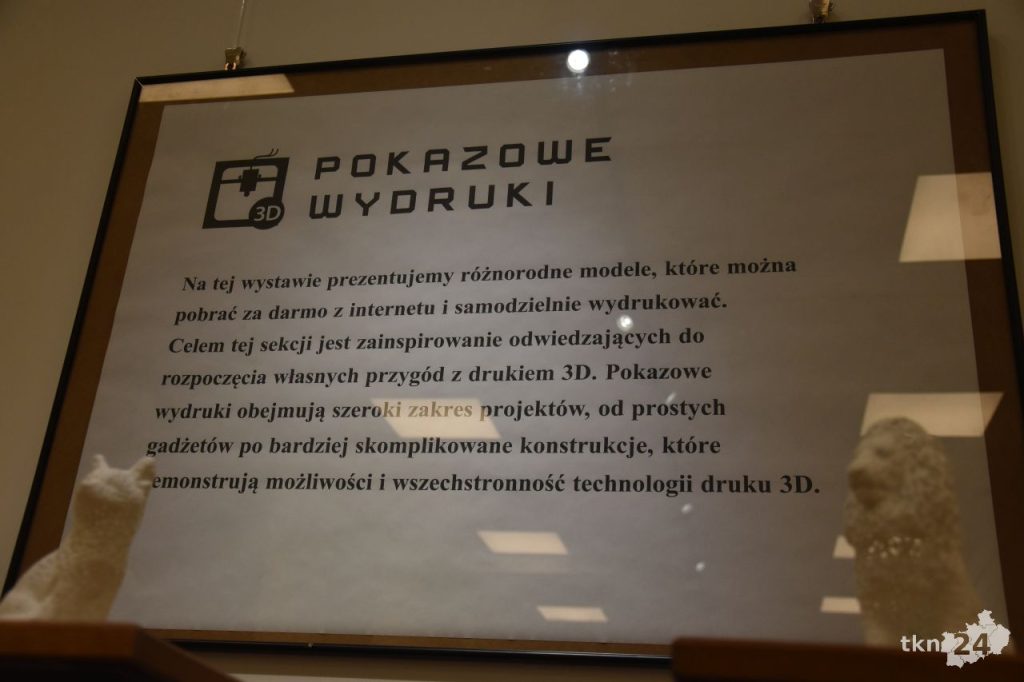 POKAZOWE
WYDRUKI
3D
Na tej wystawie prezentujemy różnorodne modele, które można
pobrać za darmo z internetu i samodzielnie wydrukować.
Celem tej sekcji jest zainspirowanie odwiedzających do
rozpoczęcia własnych przygód z drukiem 3D. Pokazowe
wydruki obejmują szeroki zakres projektów, od prostych
gadżetów po bardziej skomplikowane konstrukcje, które
emonstrują możliwości i wszechstronność technologii druku 3D.
tkn24